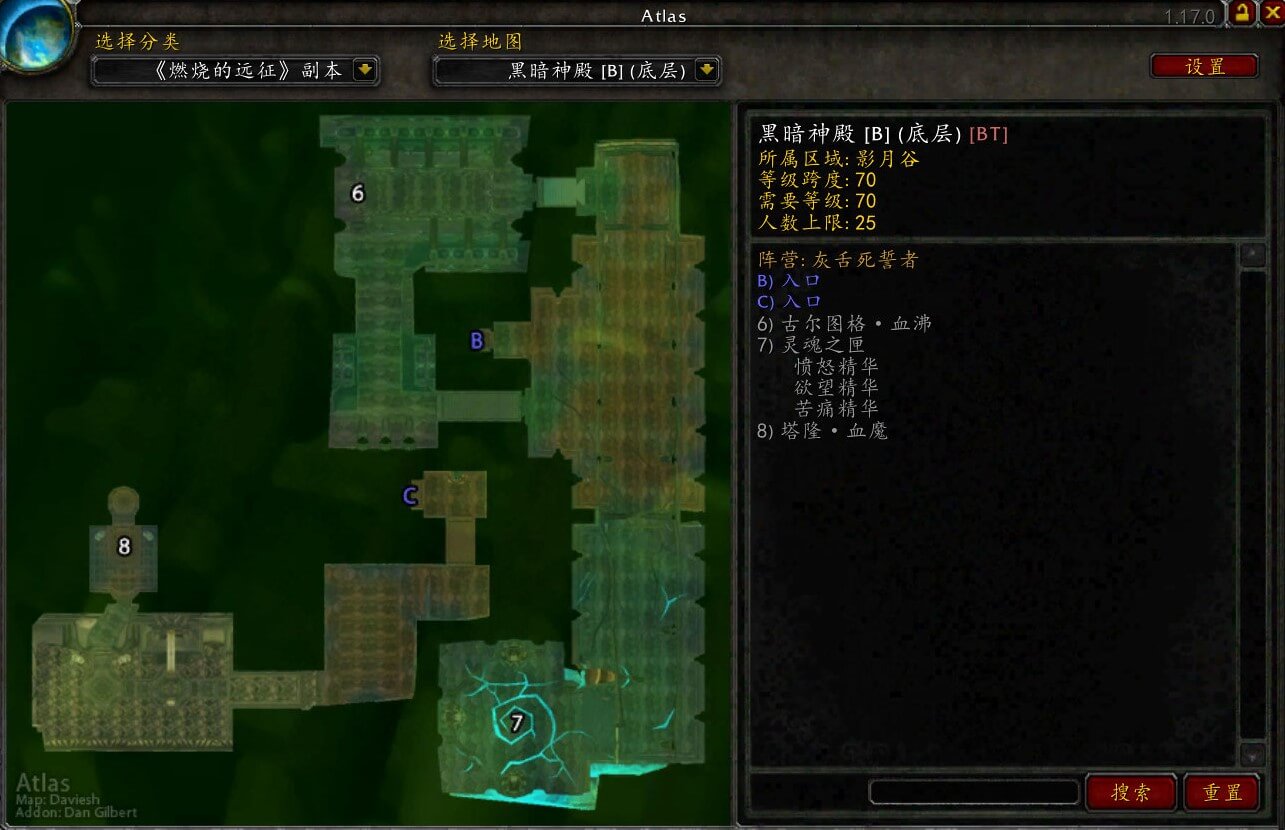 Atlas
1.17.0
选择分类
选择地图
《燃烧的远征》副本
黑暗神殿 [B] (底层)
设置
黑暗神殿 [B] (底层) [BT]
所属区域: 影月谷
等级跨度: 70
需要等级: 70
人数上限: 25
阵营: 灰舌死誓者
B) 入口
C) 入口
6) 古尔图格·血沸
7) 灵魂之匣
愤怒精华
欲望精华
苦痛精华
8) 塔隆·血魔
6
B
C
8
7
Atlas
Map: Daviesh
Addon: Dan Gilbert
搜索
重置